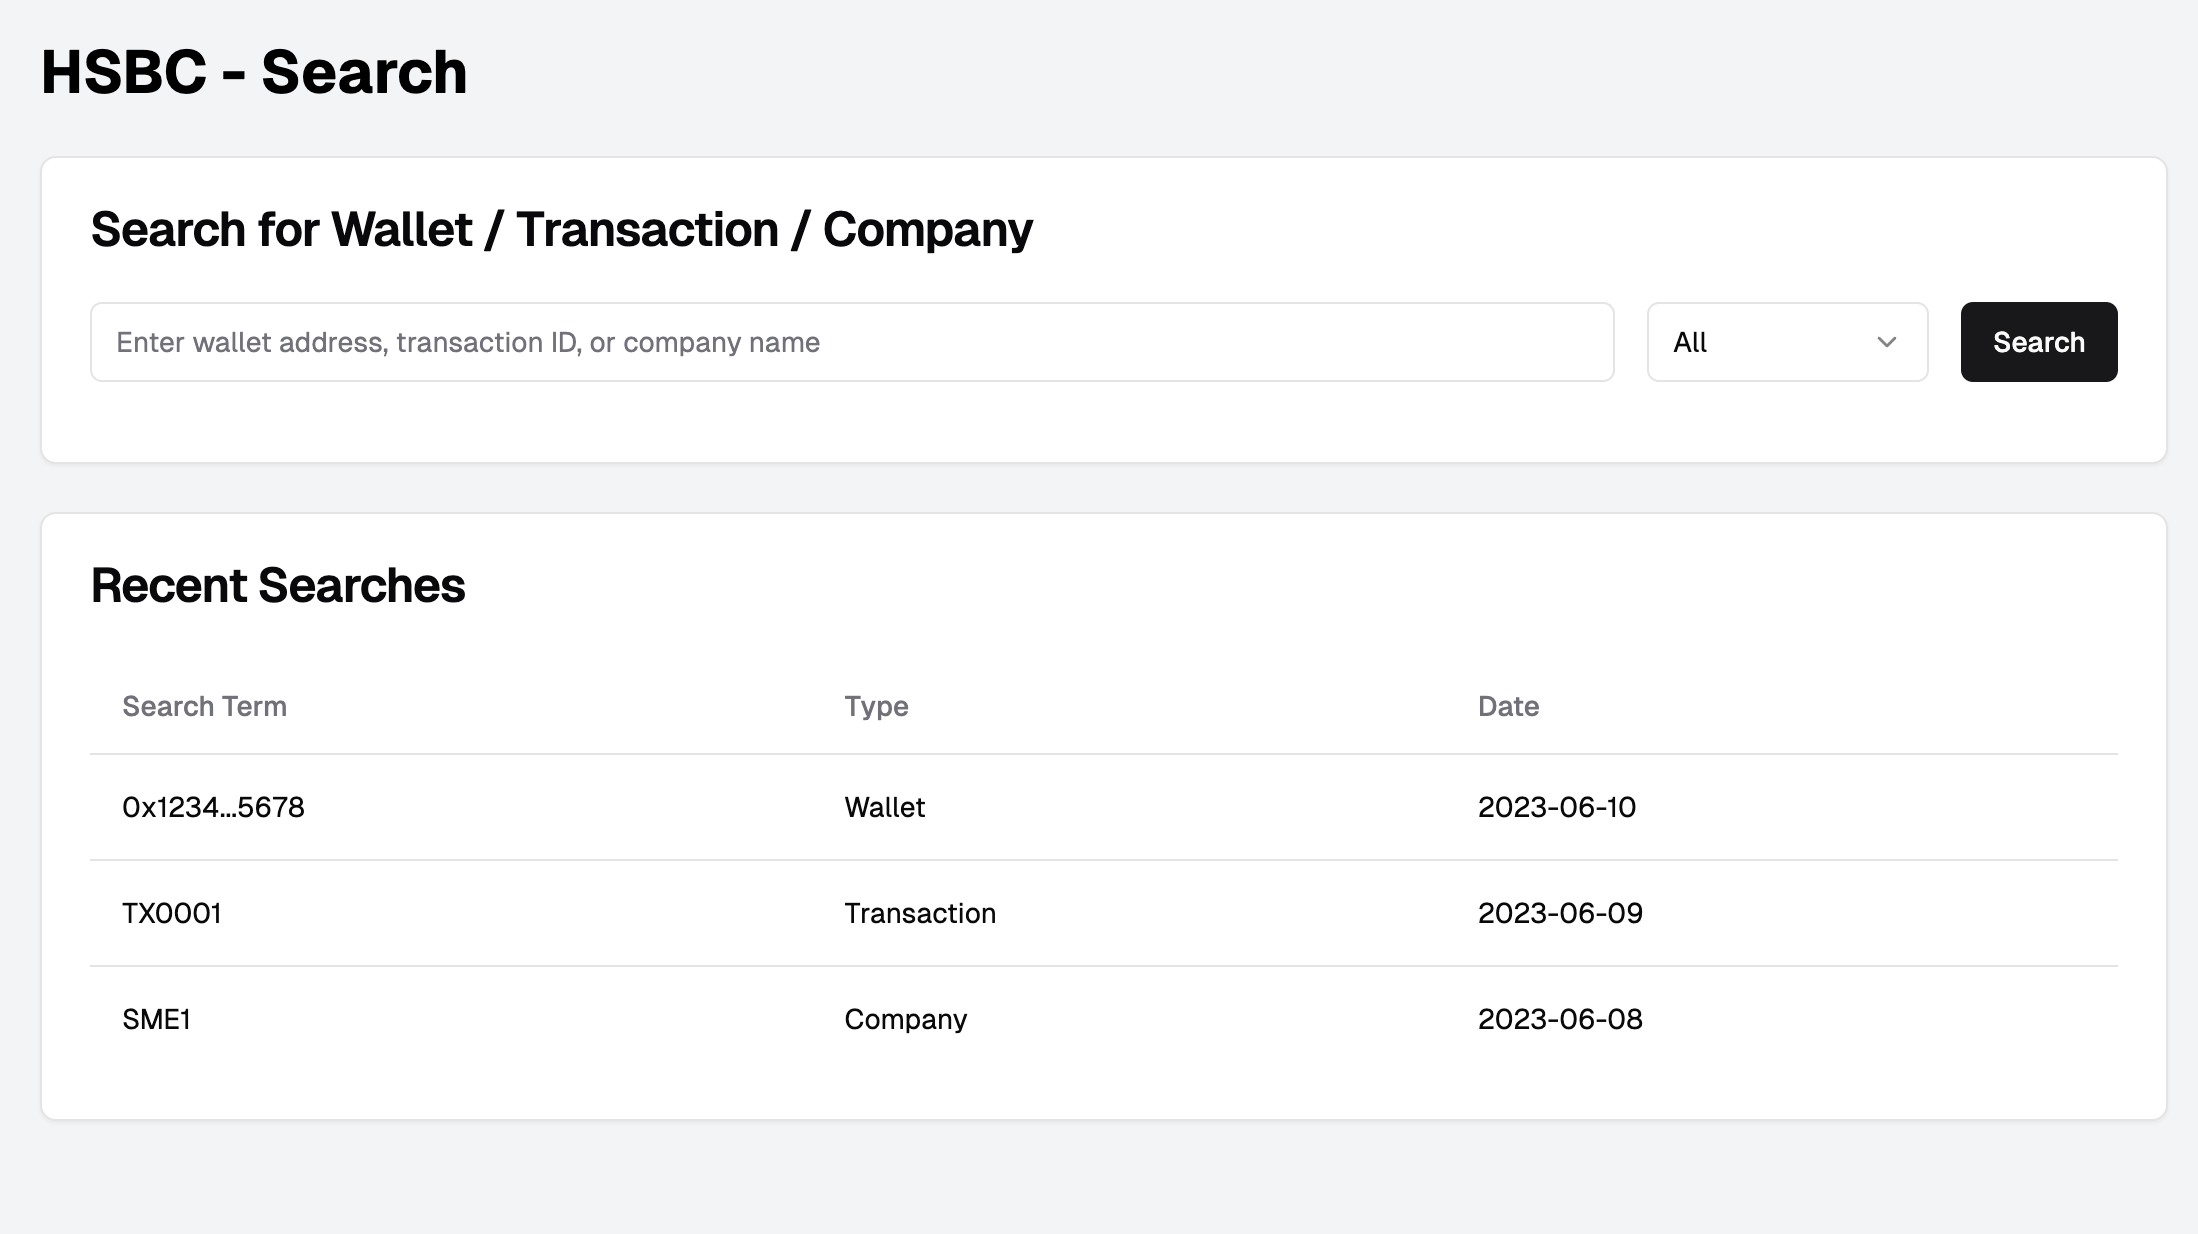 HSBC - Search
Search for Wallet / Transaction / Company
Enter wallet address, transaction ID, or company name
All
Search
Recent Searches
Search Term Type Date
0x1234...5678 Wallet 2023-06-10
TX0001 Transaction 2023-06-09
SME1 Company 2023-06-08